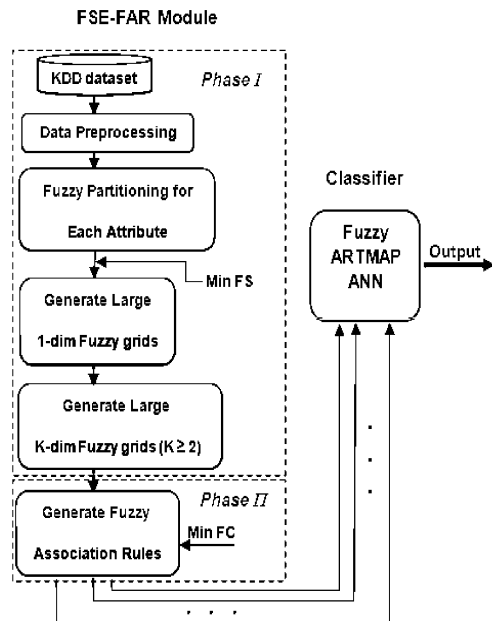 FSE-FAR Module
Phase I
KDD dataset
Data Preprocessing
Fuzzy Partitioning for
Each Attribute
Min FS
Generate Large
1-dim Fuzzy grids
Generate Large
K-dim Fuzzy grids (K ≥ 2)
Phase II
Generate Fuzzy
Association Rules
Min FC
. . .
Classifier
Fuzzy
ARTMAP
ANN
Output